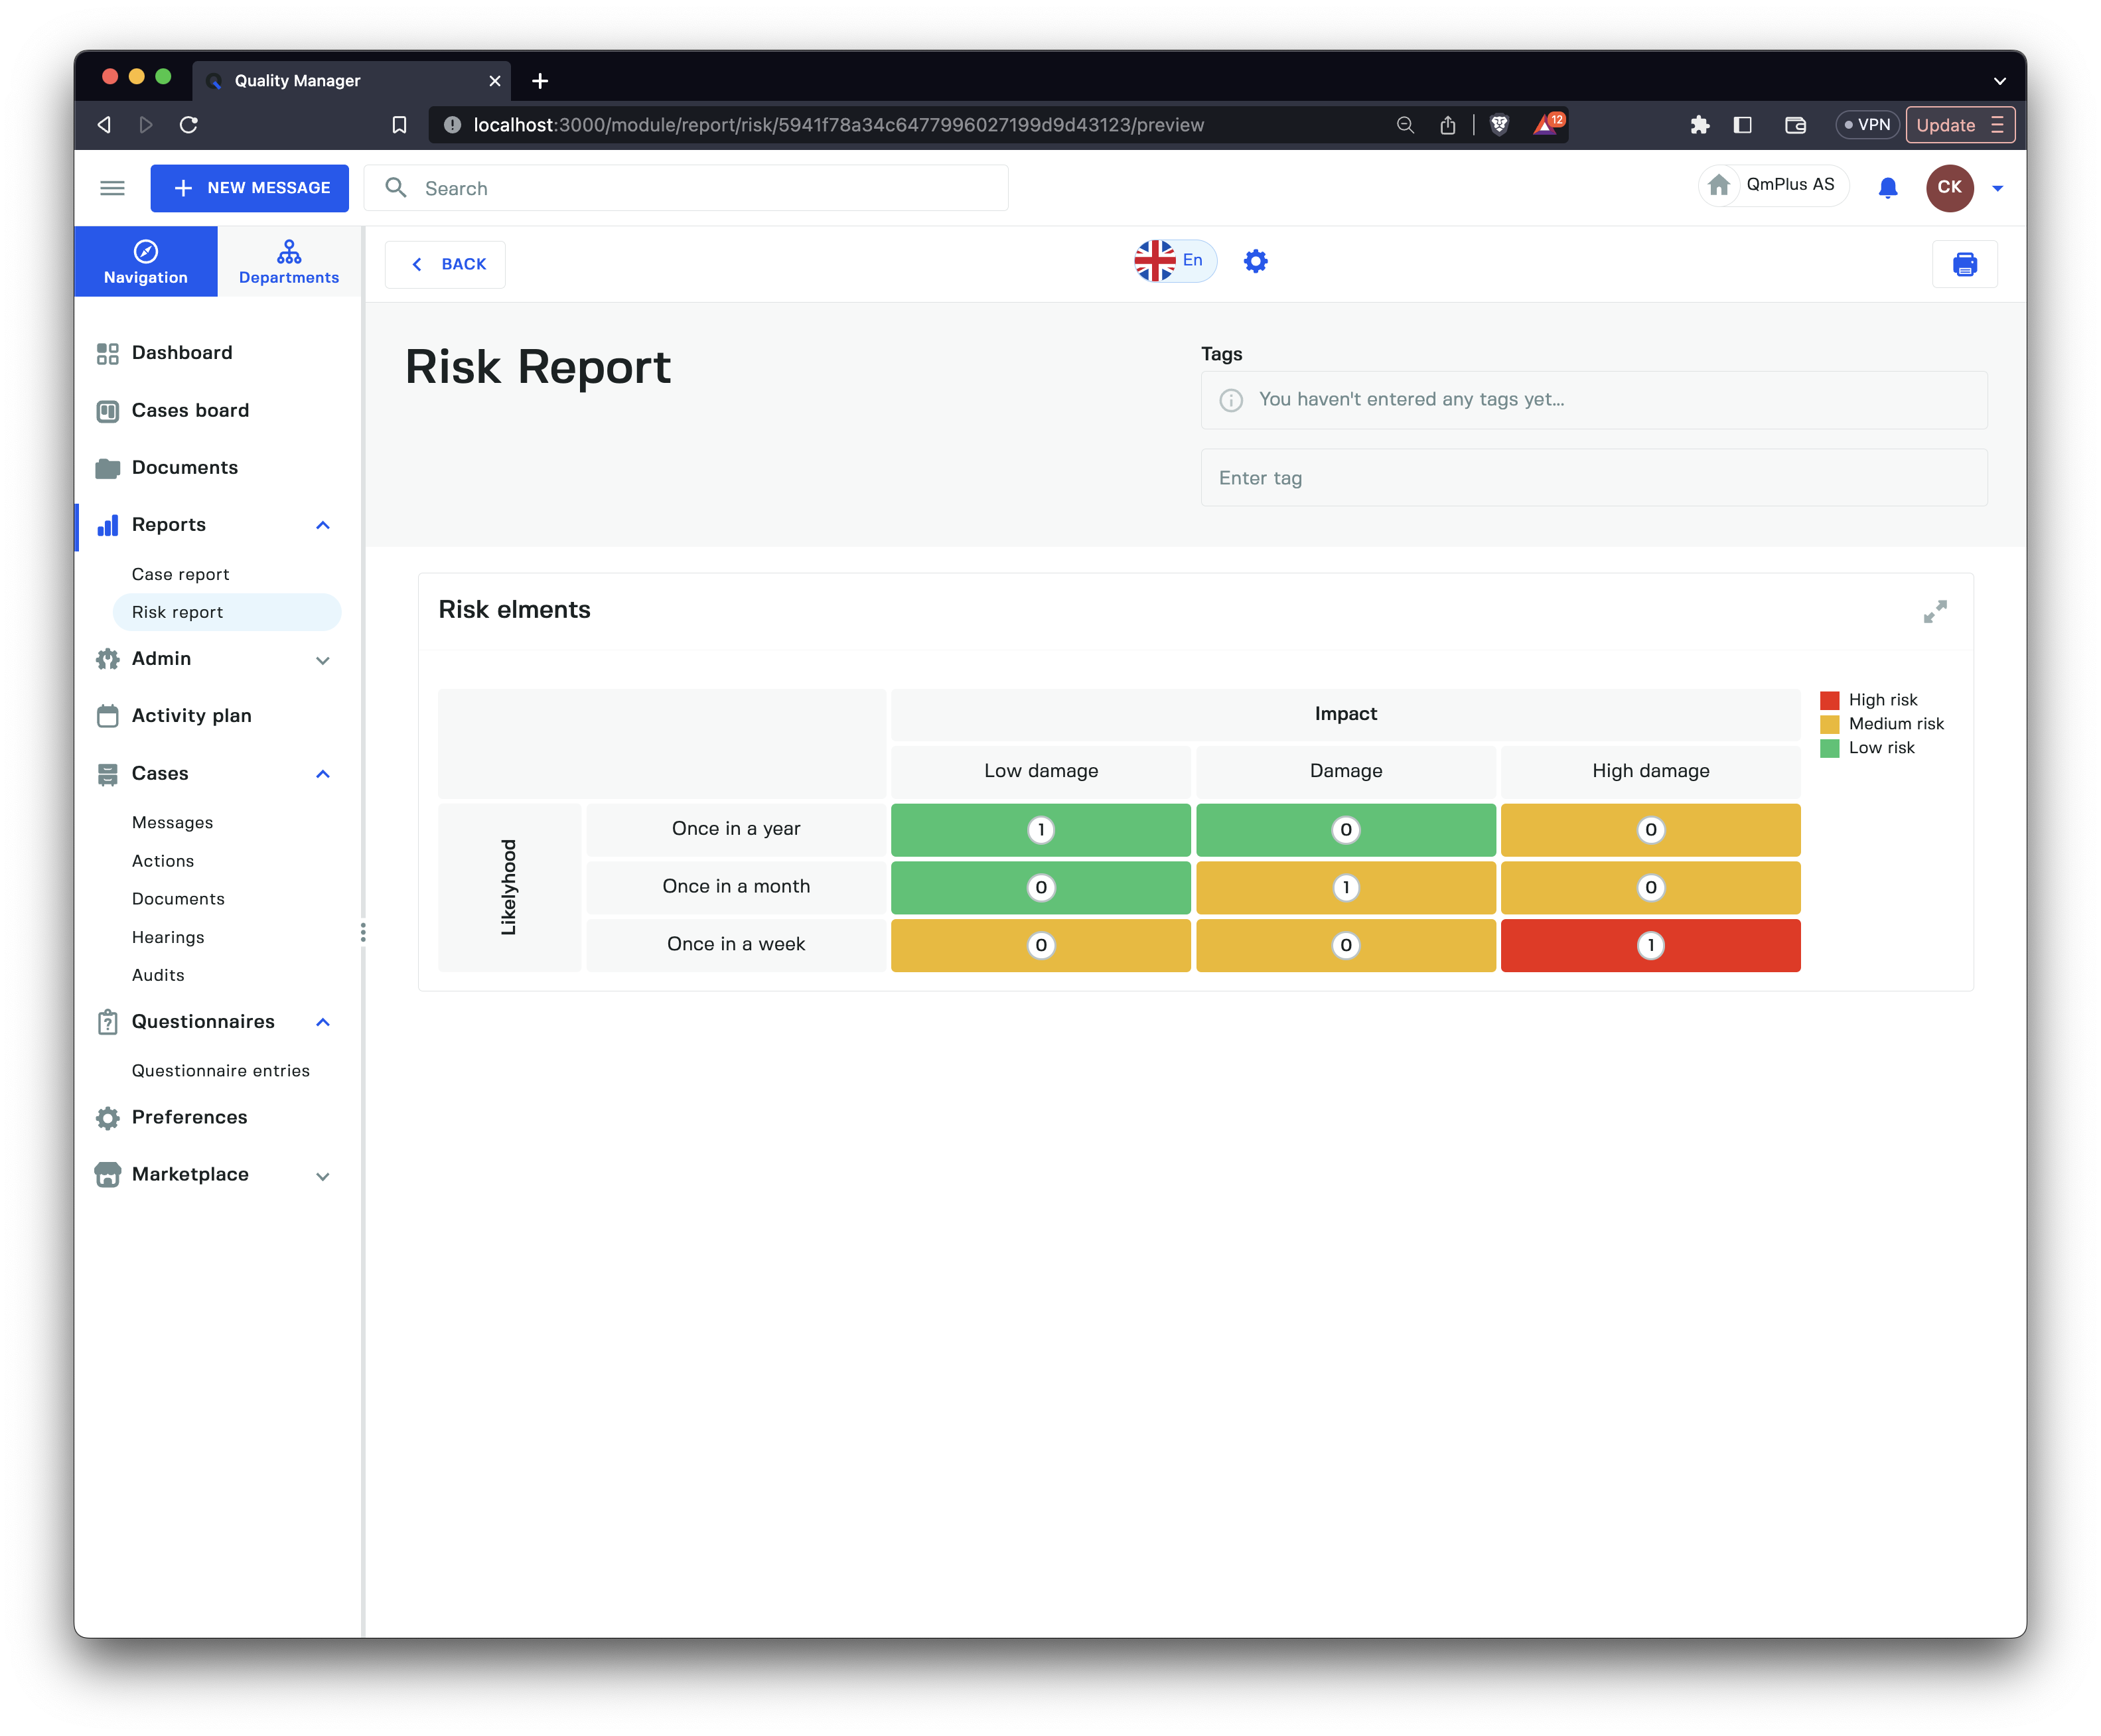 Quality Manager
localhost:3000/module/report/risk/5941f78a34c6477996027199d9d43123/preview
12
VPN
Update
NEW MESSAGE
Search
QmPlus AS
CK
Navigation
Departments
BACK
En
Dashboard
Cases board
Documents
Reports
Case report
Risk report
Admin
Activity plan
Cases
Messages
Actions
Documents
Hearings
Audits
Questionnaires
Questionnaire entries
Preferences
Marketplace
Risk Report
Tags
You haven't entered any tags yet...
Enter tag
Risk elments
Impact
Low damage Damage High damage
Likelyhood
Once in a year 1 0 0
Once in a month 0 1 0
Once in a week 0 0 1
High risk
Medium risk
Low risk